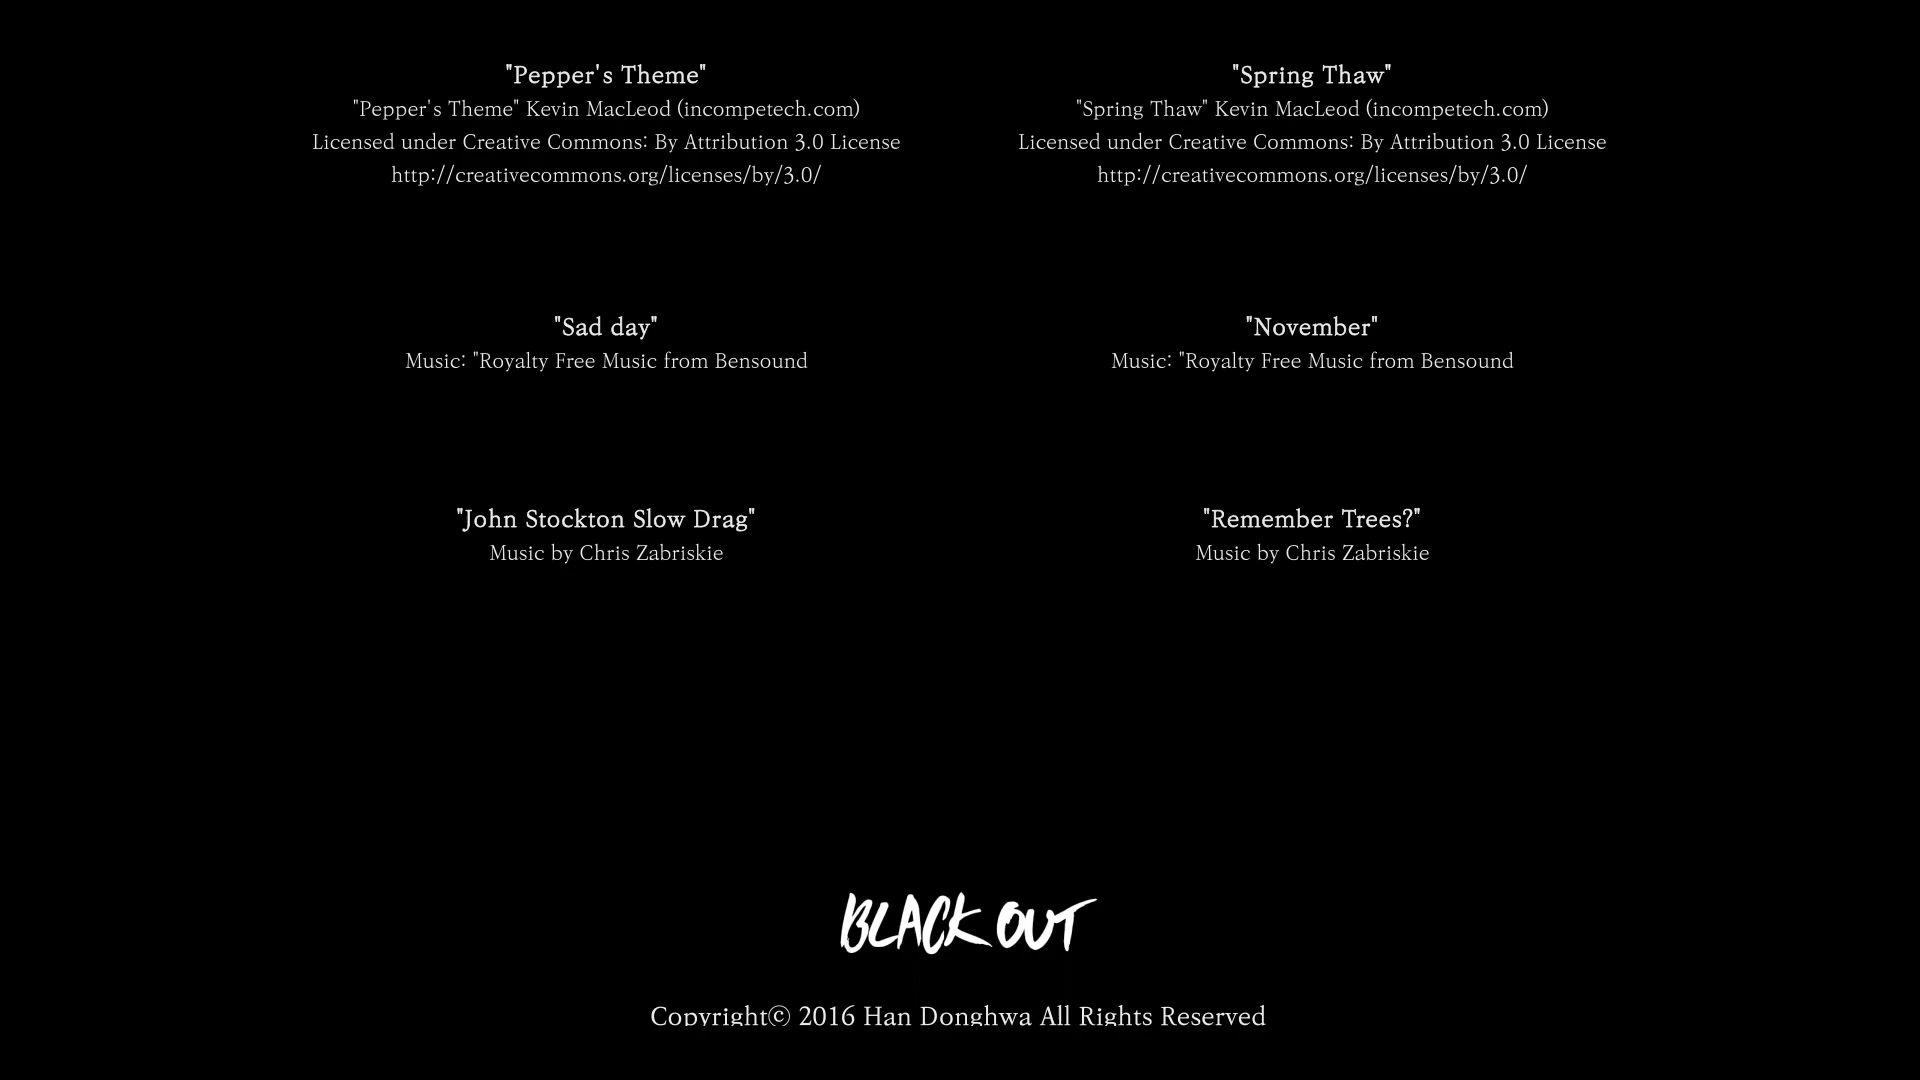 "Pepper's Theme"
"Pepper's Theme" Kevin MacLeod (incompetech.com)
Licensed under Creative Commons: By Attribution 3.0 License
http://creativecommons.org/licenses/by/3.0/
"Spring Thaw"
"Spring Thaw" Kevin MacLeod (incompetech.com)
Licensed under Creative Commons: By Attribution 3.0 License
http://creativecommons.org/licenses/by/3.0/
"Sad day"
Music: "Royalty Free Music from Bensound
"November"
Music: "Royalty Free Music from Bensound
"John Stockton Slow Drag"
Music by Chris Zabriskie
"Remember Trees?"
Music by Chris Zabriskie
BLACK OUT
Copyright© 2016 Han Donghwa All Rights Reserved